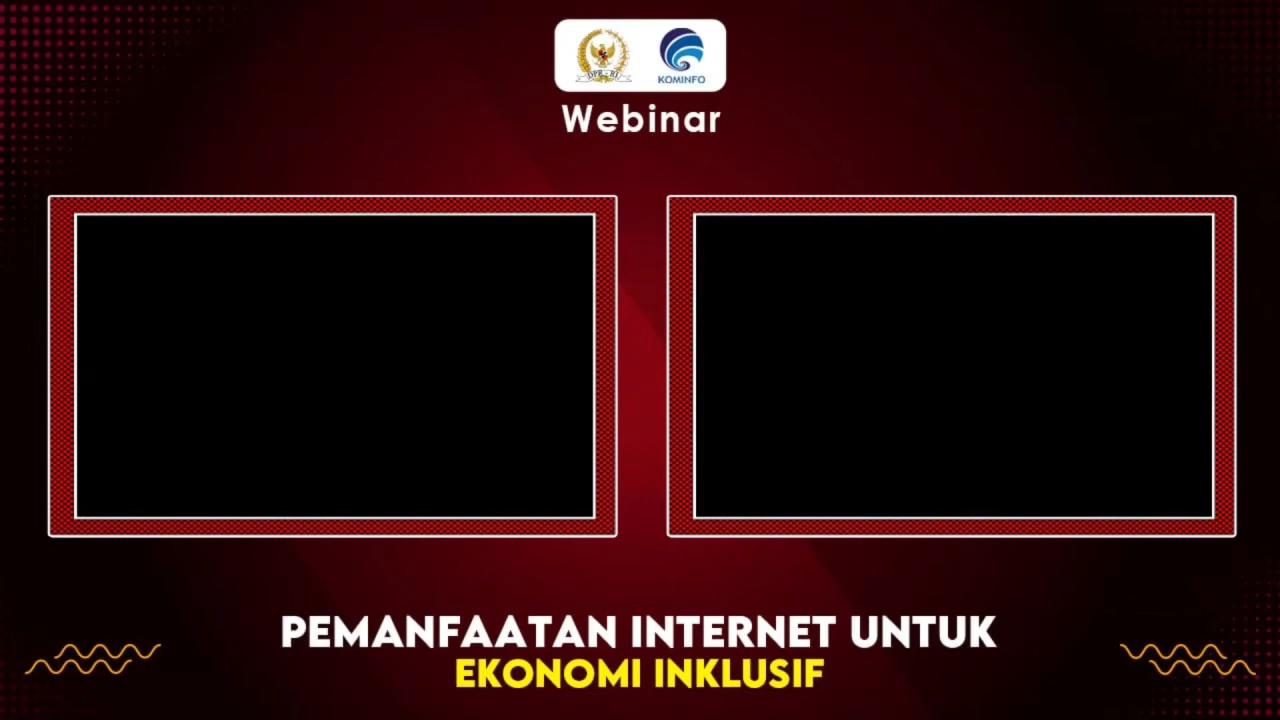 DPR - RI
KOMINFO
Webinar
PEMANFAATAN INTERNET UNTUK
EKONOMI INKLUSIF